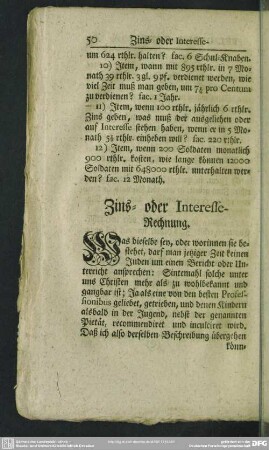 50 Zins- oder Interesse-
um 624 rthlr. halten? fac. 6 Schul-Knaben.
10) Item, wann mit 895 rthlr. in 7 Mo-
nath 39 rthlr. 3 gl. 9 pf. verdienet werden, wie
viel Zeit muß man geben, um 7½ pro Centum
zu verdienen? fac. 1 Jahr.
11) Item, wenn 100 rthlr. jährlich 6 rthlr.
Zins geben, was muß der ausgeliehen oder
auf Interesse stehen haben, wenn er in 5 Mo-
nath 5½ rthlr. einheben will? fac. 220 rthlr.
12) Item, wenn 200 Soldaten monatlich
900 rthlr. kosten, wie lange können 12000
Soldaten mit 648000 rthlr. unterhalten wer-
den? fac. 12 Monath.
Zins- oder Interesse-
Rechnung.
Was dieselbe sey, oder worinnen sie be-
stehet, darf man jetziger Zeit keinen
Juden um einen Bericht oder Un-
terricht ansprechen: Sintemahl solche unter
uns Christen mehr als zu wohlbekannt und
gangbar ist; Ja als eine von den besten Profes-
sionibus geliebet, getrieben, und denen Kindern
alsbald in der Jugend, nebst der genannten
Pietät, recommendiret und inculciret wird.
Daß ich also derselben Beschreibung übergehen
könn-